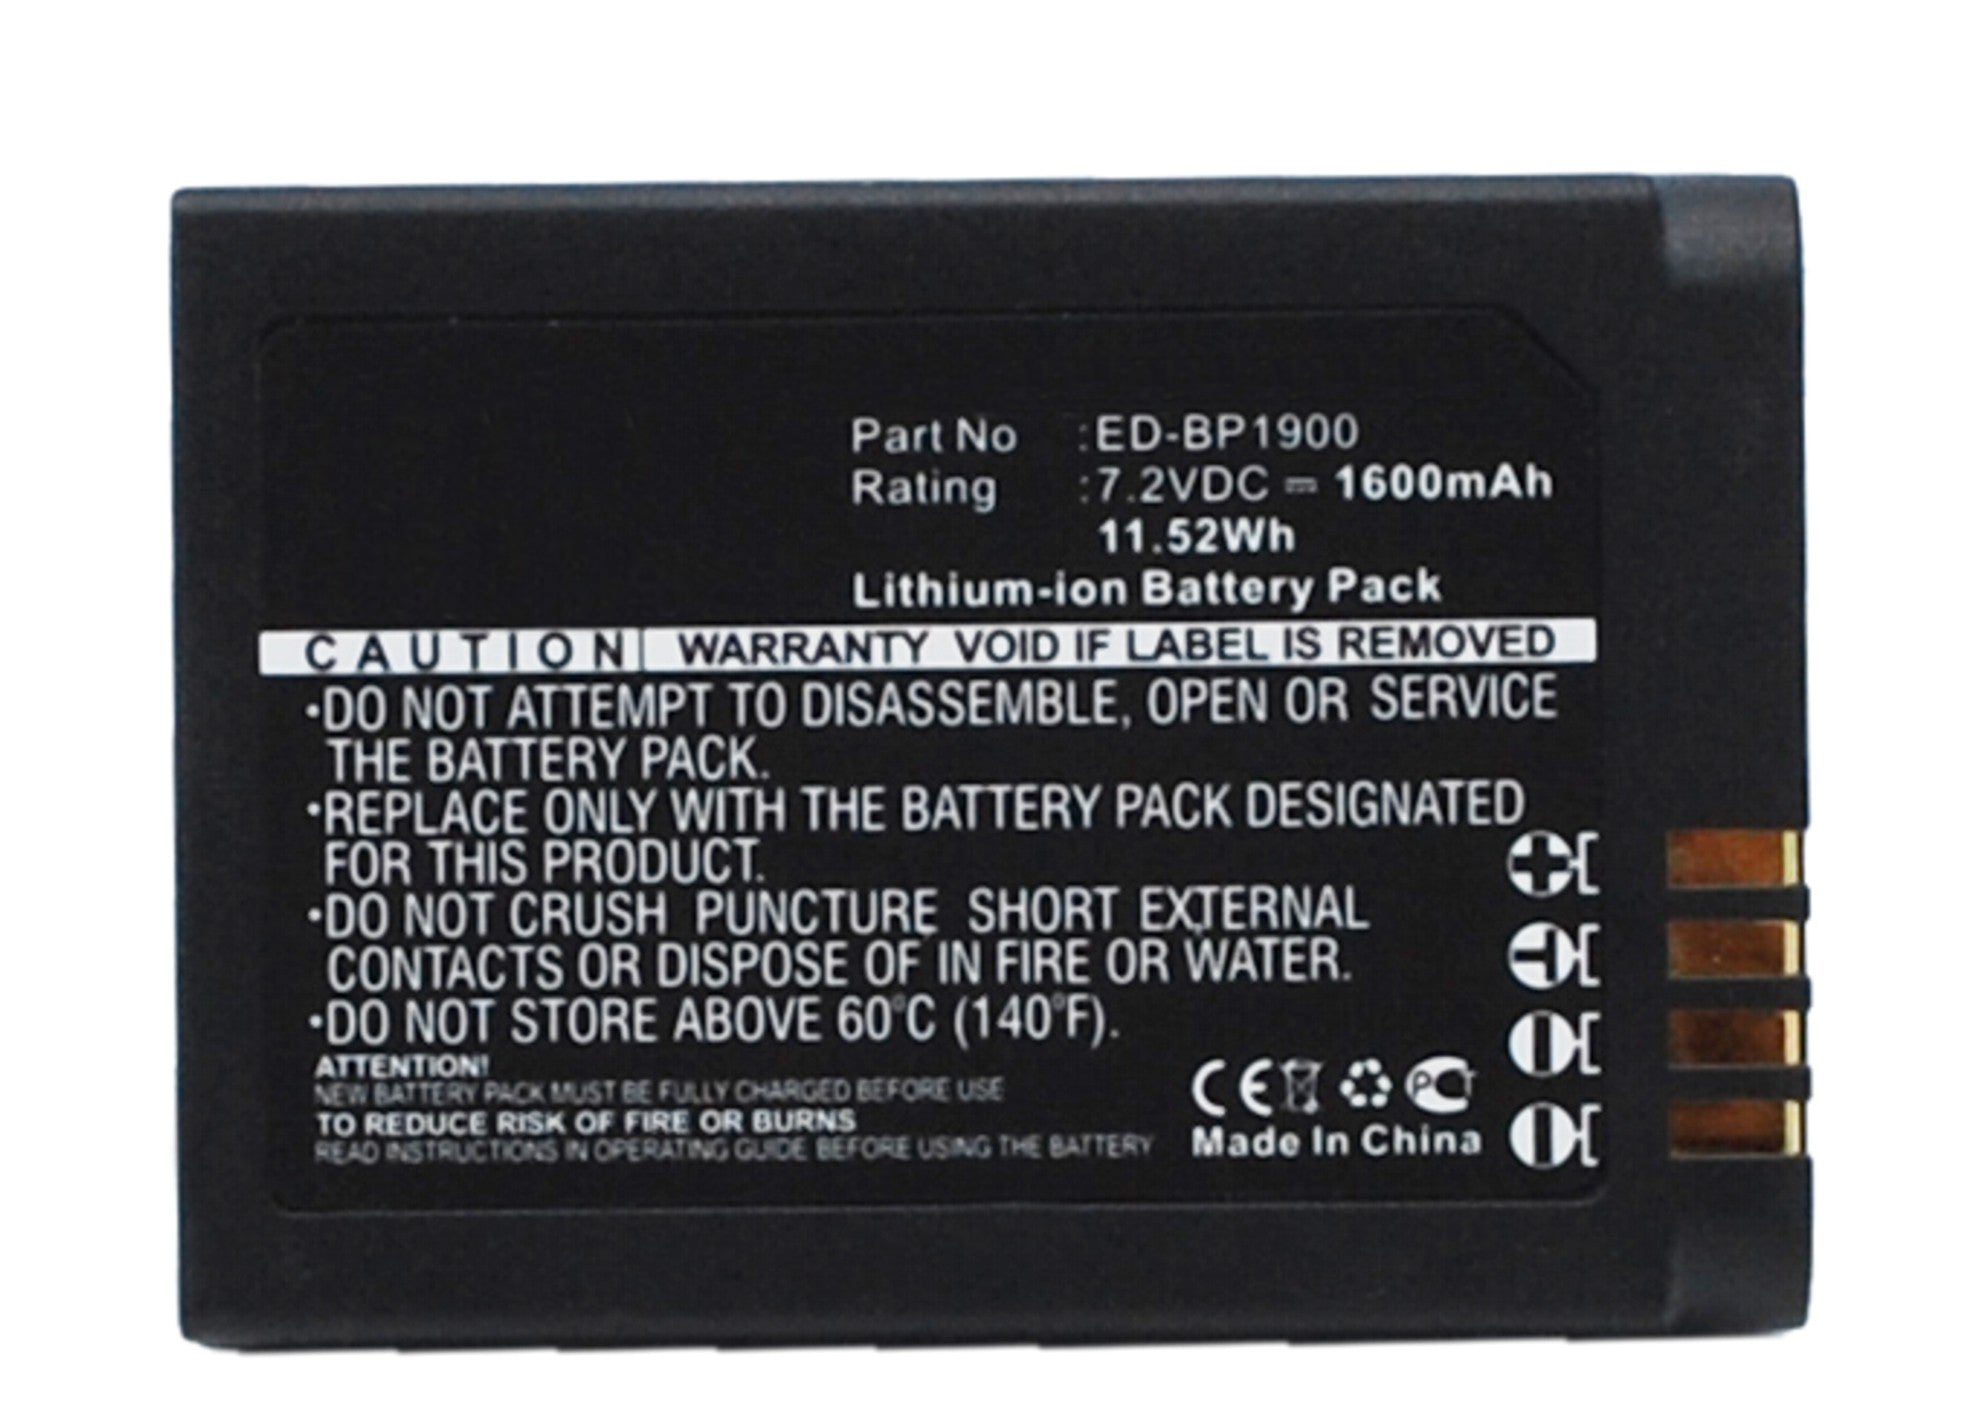 Part No :ED-BP1900
Rating :7.2VDC ⎓ 1600mAh
11.52Wh
Lithium-ion Battery Pack
CAUTION WARRANTY VOID IF LABEL IS REMOVED
•DO NOT ATTEMPT TO DISASSEMBLE, OPEN OR SERVICE
THE BATTERY PACK.
•REPLACE ONLY WITH THE BATTERY PACK DESIGNATED
FOR THIS PRODUCT.
•DO NOT CRUSH PUNCTURE SHORT EXTERNAL
CONTACTS OR DISPOSE OF IN FIRE OR WATER.
•DO NOT STORE ABOVE 60°C (140°F).
ATTENTION!
NEW BATTERY PACK MUST BE FULLY CHARGED BEFORE USE
TO REDUCE RISK OF FIRE OR BURNS
READ INSTRUCTIONS IN OPERATING GUIDE BEFORE USING THE BATTERY
CE PCT
Made In China